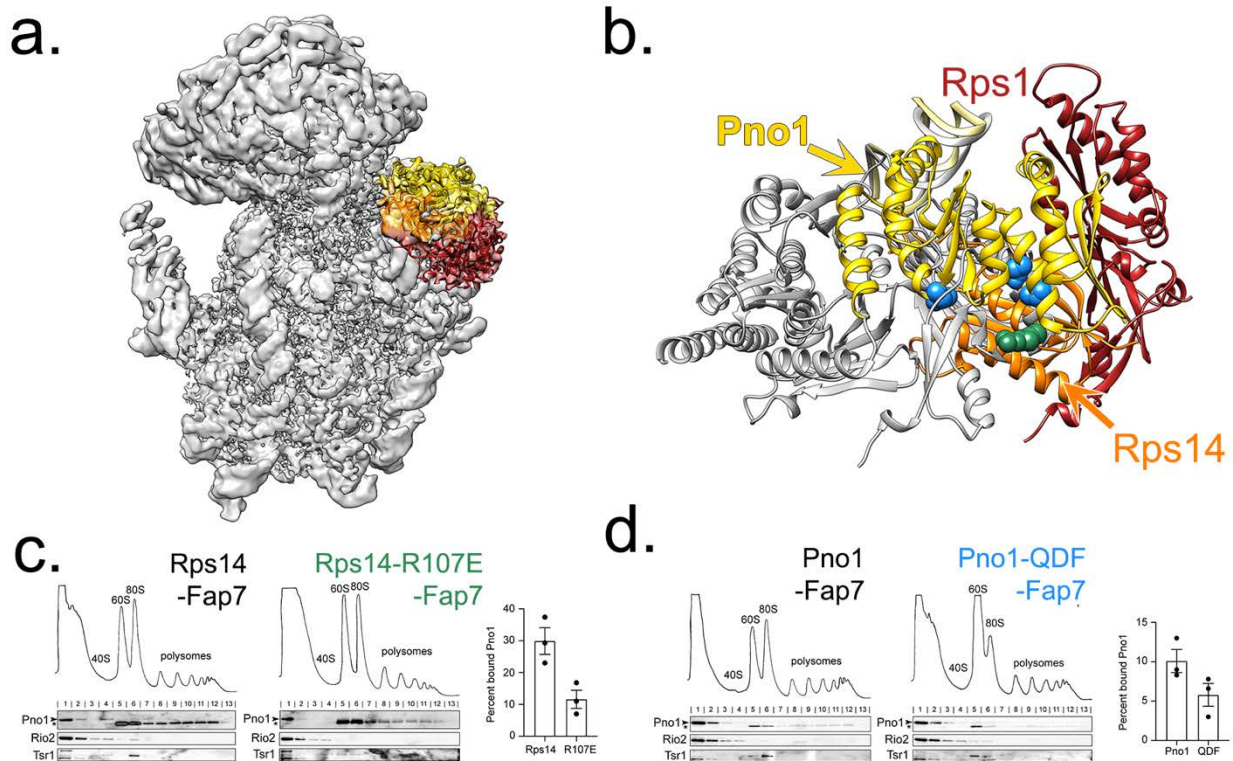 a.
b.
Rps1
Pno1
Rps14
c.
Rps14
-Fap7
Rps14-R107E
-Fap7
60S
80S
40S
polysomes
60S 80S
40S
polysomes
1 | 2 | 3 | 4 | 5 | 6 | 7 | 8 | 9 | 10 | 11 | 12 | 13 |
1 | 2 | 3 | 4 | 5 | 6 | 7 | 8 | 9 | 10 | 11 | 12 | 13 |
Pno1
Rio2
Tsr1
Pno1
Rio2
Tsr1
Percent bound Pno1
40
30
20
10
0
Rps14 R107E
d.
Pno1
-Fap7
Pno1-QDF
-Fap7
60S
80S
40S
polysomes
60S
80S
40S
polysomes
1 | 2 | 3 | 4 | 5 | 6 | 7 | 8 | 9 | 10 | 11 | 12 | 13 |
1 | 2 | 3 | 4 | 5 | 6 | 7 | 8 | 9 | 10 | 11 | 12 | 13 |
Pno1
Rio2
Tsr1
Pno1
Rio2
Tsr1
Percent bound Pno1
15
10
5
0
Pno1 QDF